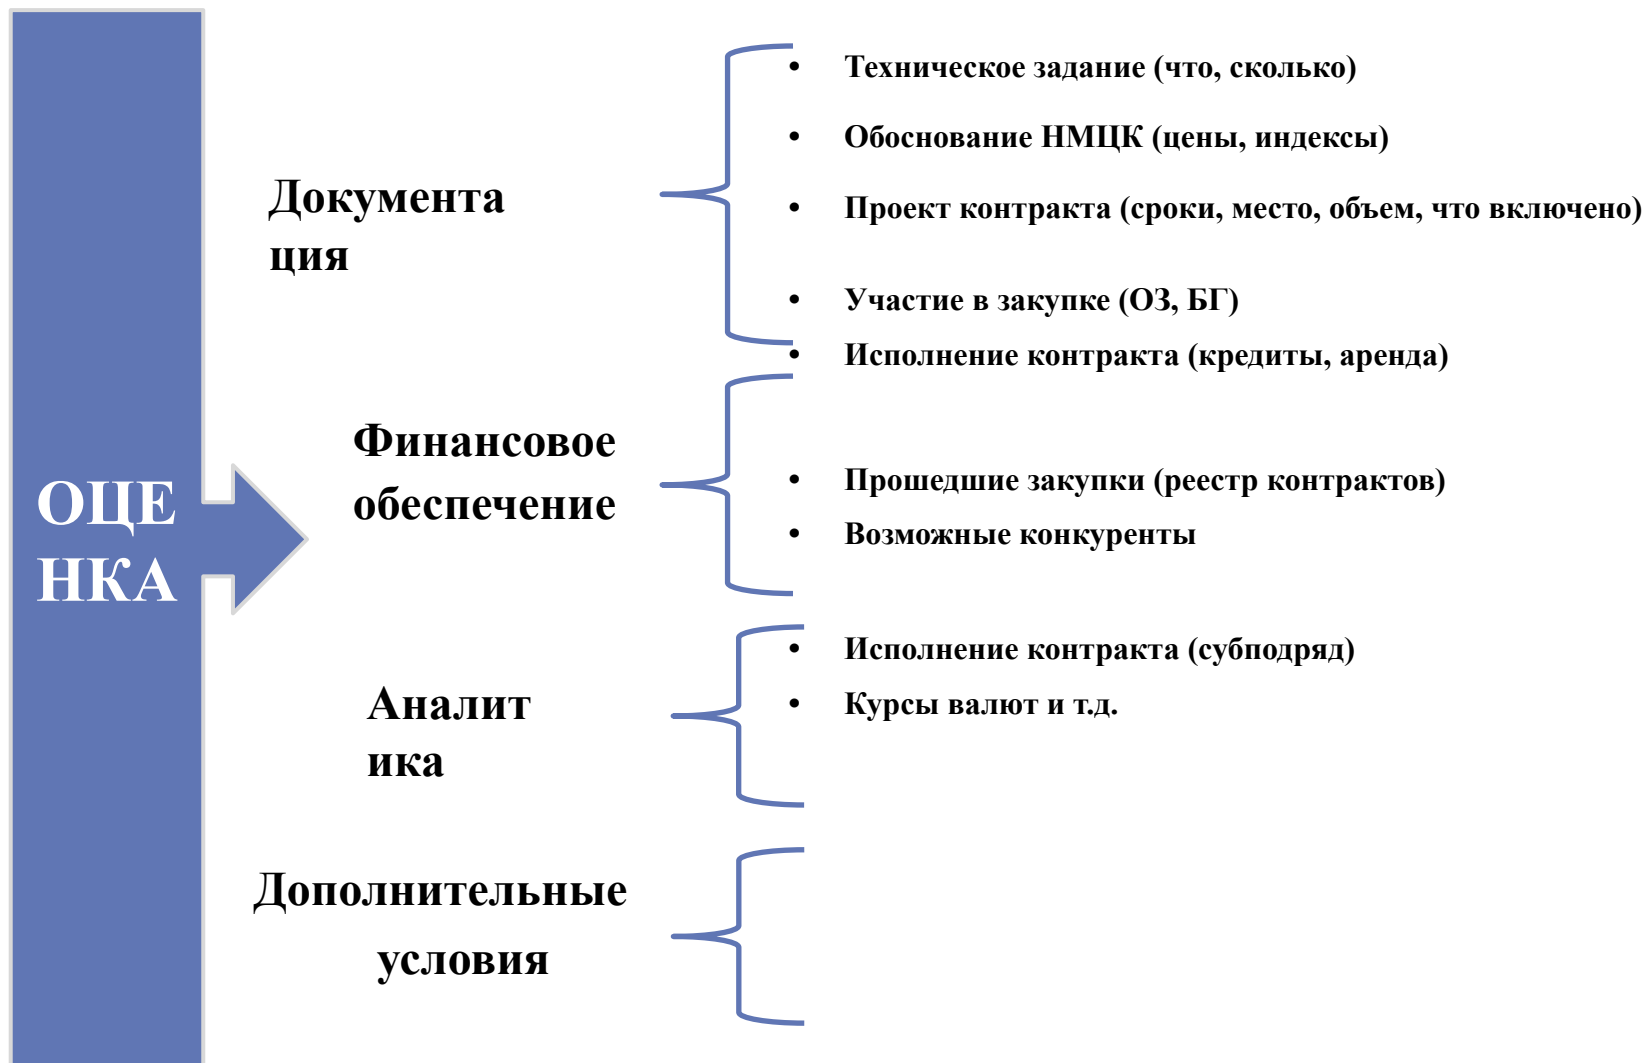 ОЦЕ
НКА
Документа
ция
• Техническое задание (что, сколько)
• Обоснование НМЦК (цены, индексы)
• Проект контракта (сроки, место, объем, что включено)
• Участие в закупке (ОЗ, БГ)
• Исполнение контракта (кредиты, аренда)
Финансовое
обеспечение
• Прошедшие закупки (реестр контрактов)
• Возможные конкуренты
Аналит
ика
• Исполнение контракта (субподряд)
• Курсы валют и т.д.
Дополнительные
условия